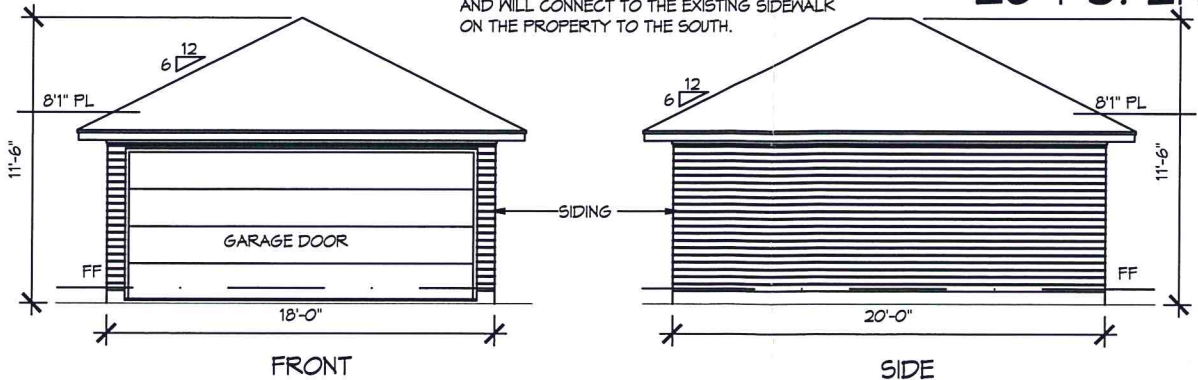 AND WILL CONNECT TO THE EXISTING SIDEWALK
ON THE PROPERTY TO THE SOUTH.
12
6
8'1" PL
11'-6"
GARAGE DOOR
FF
18'-0"
FRONT
SIDING
12
6
8'1" PL
11'-6"
FF
20'-0"
SIDE